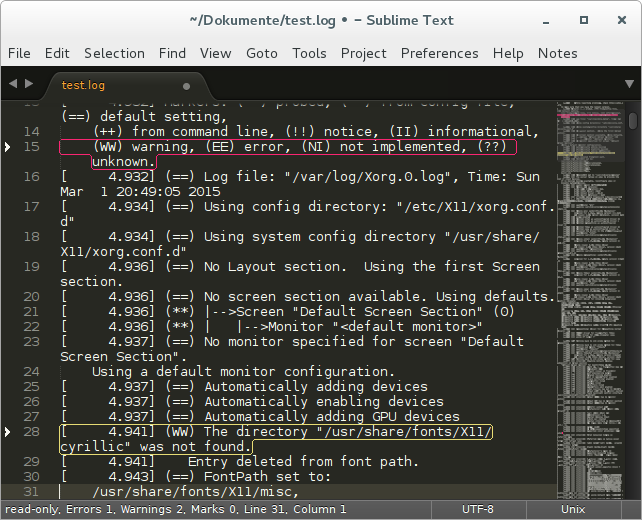 ~/Dokumente/test.log • – Sublime Text
File Edit Selection Find View Goto Tools Project Preferences Help Notes
test.log
(==) default setting,
14 (++) from command line, (!!) notice, (II) informational,
15 (WW) warning, (EE) error, (NI) not implemented, (??)
unknown.
16 [ 4.932] (==) Log file: "/var/log/Xorg.0.log", Time: Sun
Mar 1 20:49:05 2015
17 [ 4.934] (==) Using config directory: "/etc/X11/xorg.conf.
d"
18 [ 4.934] (==) Using system config directory "/usr/share/
X11/xorg.conf.d"
19 [ 4.936] (==) No Layout section. Using the first Screen
section.
20 [ 4.936] (==) No screen section available. Using defaults.
21 [ 4.936] (**) |-->Screen "Default Screen Section" (0)
22 [ 4.936] (**) | |-->Monitor "<default monitor>"
23 [ 4.937] (==) No monitor specified for screen "Default
Screen Section".
24 Using a default monitor configuration.
25 [ 4.937] (==) Automatically adding devices
26 [ 4.937] (==) Automatically enabling devices
27 [ 4.937] (==) Automatically adding GPU devices
28 [ 4.941] (WW) The directory "/usr/share/fonts/X11/
cyrillic" was not found.
29 [ 4.941] Entry deleted from font path.
30 [ 4.943] (==) FontPath set to:
31 /usr/share/fonts/X11/misc,
read-only, Errors 1, Warnings 2, Marks 0, Line 31, Column 1 UTF-8 Unix